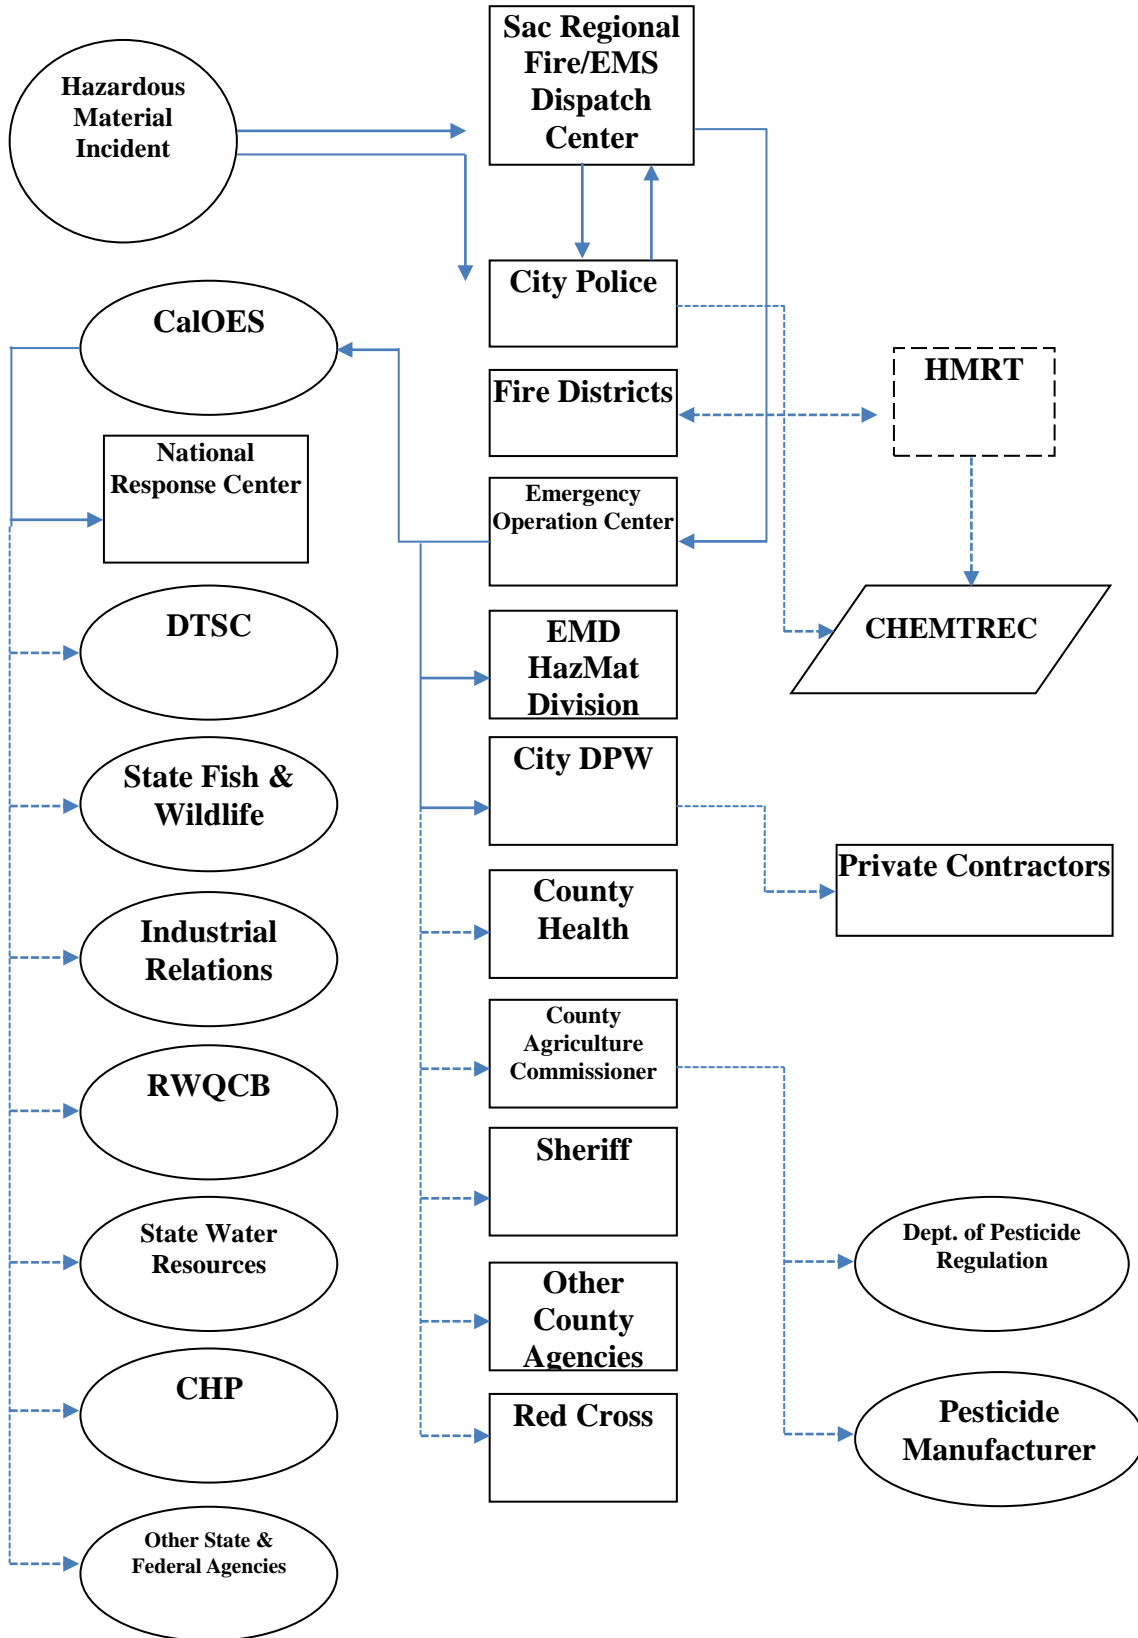 Hazardous
Material
Incident
Sac Regional
Fire/EMS
Dispatch
Center
City Police
CalOES
Fire Districts
HMRT
National
Response Center
Emergency
Operation Center
DTSC
EMD
HazMat
Division
CHEMTREC
State Fish &
Wildlife
City DPW
Private Contractors
Industrial
Relations
County
Health
RWQCB
County
Agriculture
Commissioner
Sheriff
State Water
Resources
Other
County
Agencies
Dept. of Pesticide
Regulation
CHP
Red Cross
Pesticide
Manufacturer
Other State &
Federal Agencies